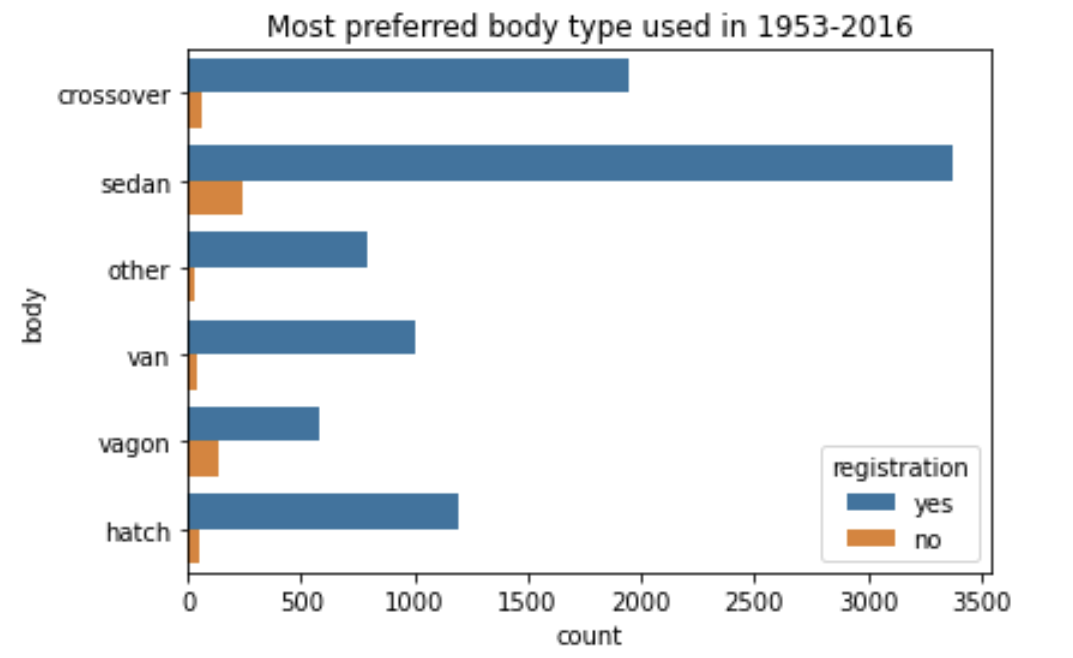 Most preferred body type used in 1953-2016
crossover
sedan
other
van
vagon
hatch
body
registration
yes
no
0 500 1000 1500 2000 2500 3000 3500
count